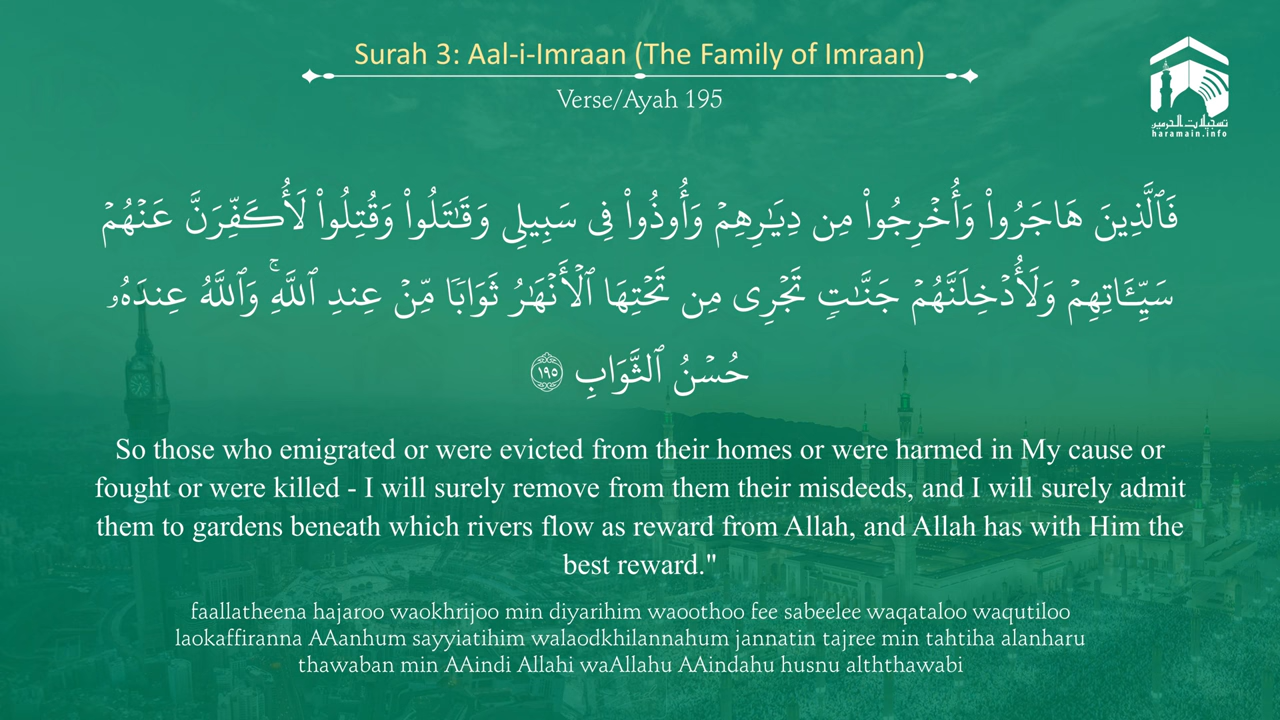 Surah 3: Aal-i-Imraan (The Family of Imraan)
Verse/Ayah 195
تسجيلات الحرمين
haramain.info
فَٱلَّذِينَ هَاجَرُوا۟ وَأُخْرِجُوا۟ مِن دِيَـٰرِهِمْ وَأُوذُوا۟ فِى سَبِيلِى وَقَـٰتَلُوا۟ وَقُتِلُوا۟ لَأُكَفِّرَنَّ عَنْهُمْ
سَيِّـَٔاتِهِمْ وَلَأُدْخِلَنَّهُمْ جَنَّـٰتٍ تَجْرِى مِن تَحْتِهَا ٱلْأَنْهَـٰرُ ثَوَابًا مِّنْ عِندِ ٱللَّهِ ۚ وَٱللَّهُ عِندَهُۥ
حُسْنُ ٱلثَّوَابِ ١٩٥
So those who emigrated or were evicted from their homes or were harmed in My cause or
fought or were killed - I will surely remove from them their misdeeds, and I will surely admit
them to gardens beneath which rivers flow as reward from Allah, and Allah has with Him the
best reward."
faallatheena hajaroo waokhrijoo min diyarihim waoothoo fee sabeelee waqataloo waqutiloo
laokaffiranna AAanhum sayyiatihim walaodkhilannahum jannatin tajree min tahtiha alanharu
thawaban min AAindi Allahi waAllahu AAindahu husnu alththawabi